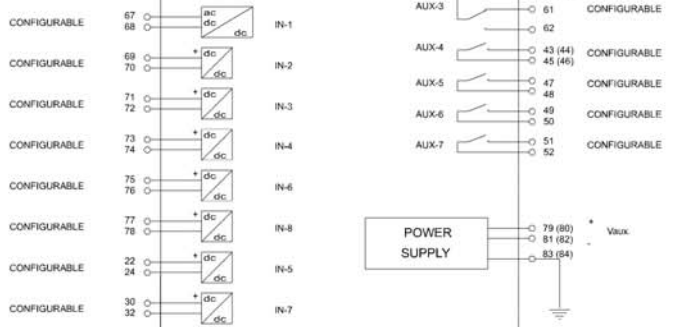 CONFIGURABLE 67 68 ac dc dc IN-1
CONFIGURABLE 69 70 + dc dc IN-2
CONFIGURABLE 71 72 + dc dc IN-3
CONFIGURABLE 73 74 + dc dc IN-4
CONFIGURABLE 75 76 + dc dc IN-6
CONFIGURABLE 77 78 + dc dc IN-8
CONFIGURABLE 22 24 + dc dc IN-5
CONFIGURABLE 30 32 + dc dc IN-7
AUX-3 61 CONFIGURABLE
62
AUX-4 43 (44) CONFIGURABLE
45 (46)
AUX-5 47 CONFIGURABLE
48
AUX-6 49 CONFIGURABLE
50
AUX-7 51 CONFIGURABLE
52
POWER
SUPPLY
79 (80) +
81 (82) - Vaux.
83 (84)